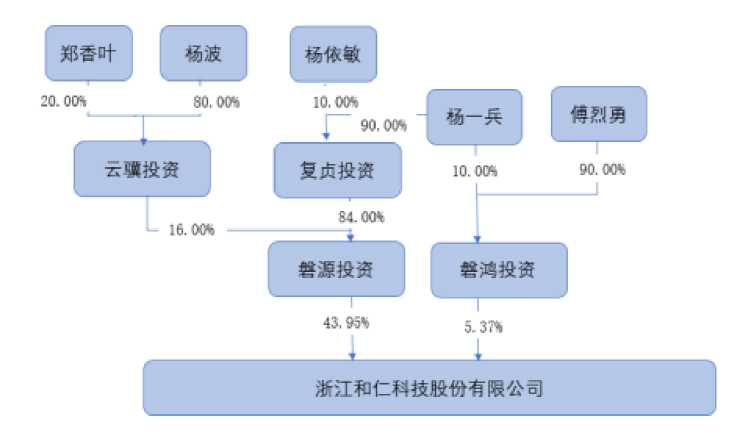 郑香叶
杨波
杨依敏
20.00%
80.00%
10.00%
杨一兵
傅烈勇
90.00%
云骥投资
复贞投资
10.00%
90.00%
16.00%
84.00%
磐源投资
磐鸿投资
43.95%
5.37%
浙江和仁科技股份有限公司